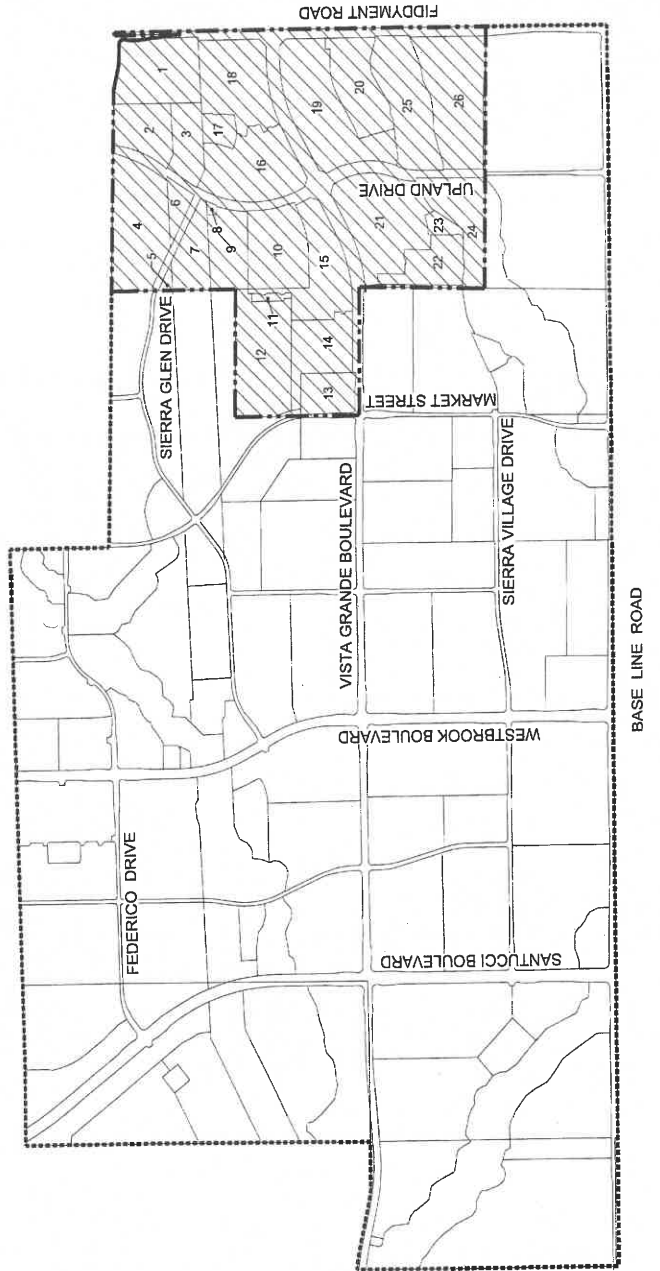 FIDDYMENT ROAD
1
2
3
4
5
6
7
8
9
10
11
12
13
14
15
16
17
18
19
20
21
22
23
24
25
26
UPLAND DRIVE
SIERRA GLEN DRIVE
MARKET STREET
VISTA GRANDE BOULEVARD
SIERRA VILLAGE DRIVE
WESTBROOK BOULEVARD
FEDERICO DRIVE
SANTUCCI BOULEVARD
BASE LINE ROAD